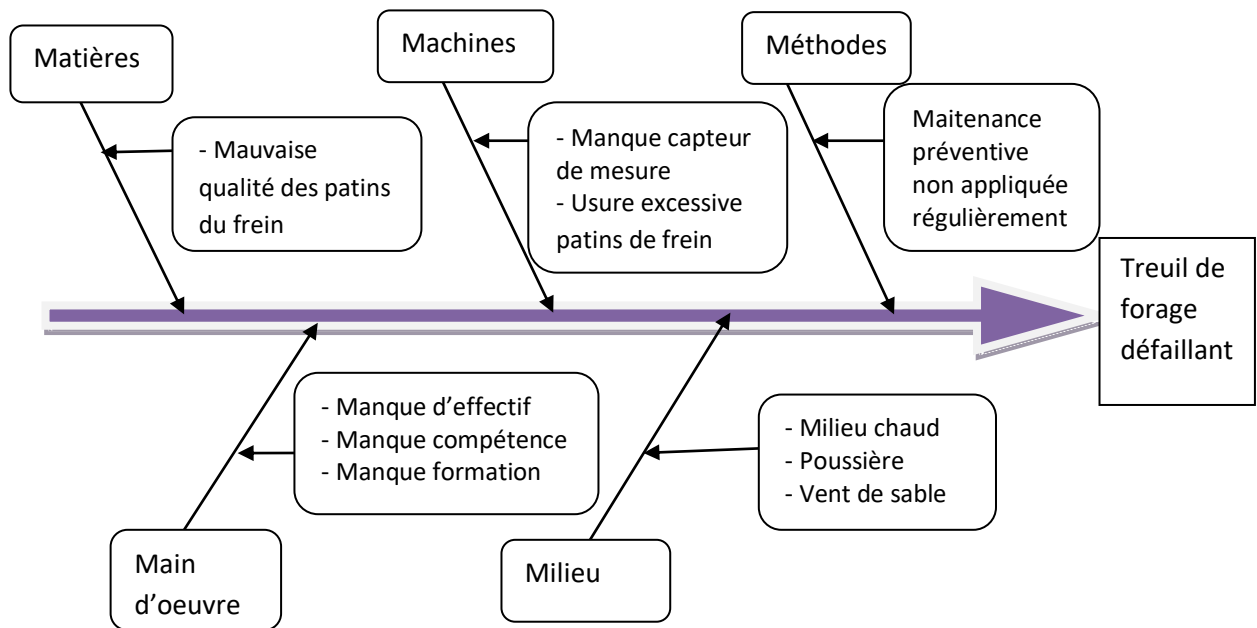 Matières
Machines
Méthodes
- Mauvaise
qualité des patins
du frein
- Manque capteur
de mesure
- Usure excessive
patins de frein
Maitenance
préventive
non appliquée
régulièrement
Treuil de
forage
défaillant
- Manque d’effectif
- Manque compétence
- Manque formation
- Milieu chaud
- Poussière
- Vent de sable
Main
d’oeuvre
Milieu